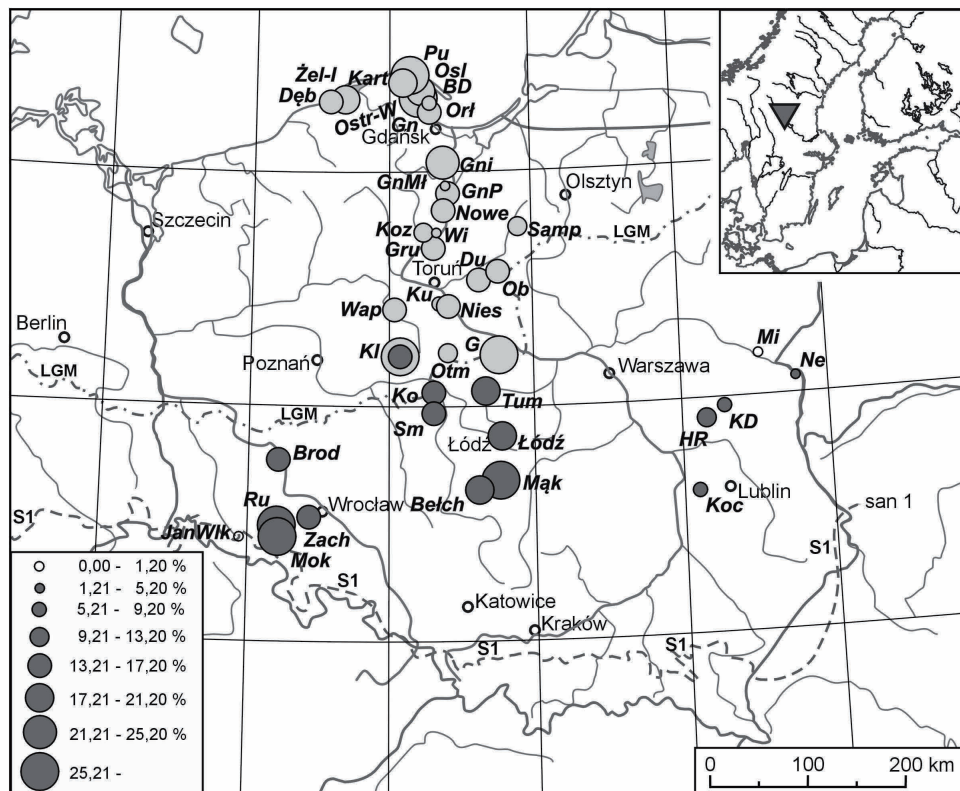 Pu
Osl
Żel-I Kart BD
Dęb
Ostr-W Orł
Gn
Gdańsk
Gni
GnMł Olsztyn
GnP
Nowe
Szczecin
Koz Wi Samp LGM
Gru
Du
Toruń
Ob
Ku
Wap Nies
Berlin
Mi
Kl G
Poznań Otm Warszawa Ne
LGM
Ko
Tum
LGM
Sm KD
HR
Łódź Łódź
Brod
Mąk
Lublin
Ru Wrocław Bełch
Koc san 1
S1
JanWlk Zach
S1
Mok
0,00 - 1,20 %
S1
1,21 - 5,20 %
Katowice
5,21 - 9,20 %
Kraków
9,21 - 13,20 %
S1 S1
13,21 - 17,20 %
17,21 - 21,20 %
21,21 - 25,20 %
25,21 -
0 100 200 km